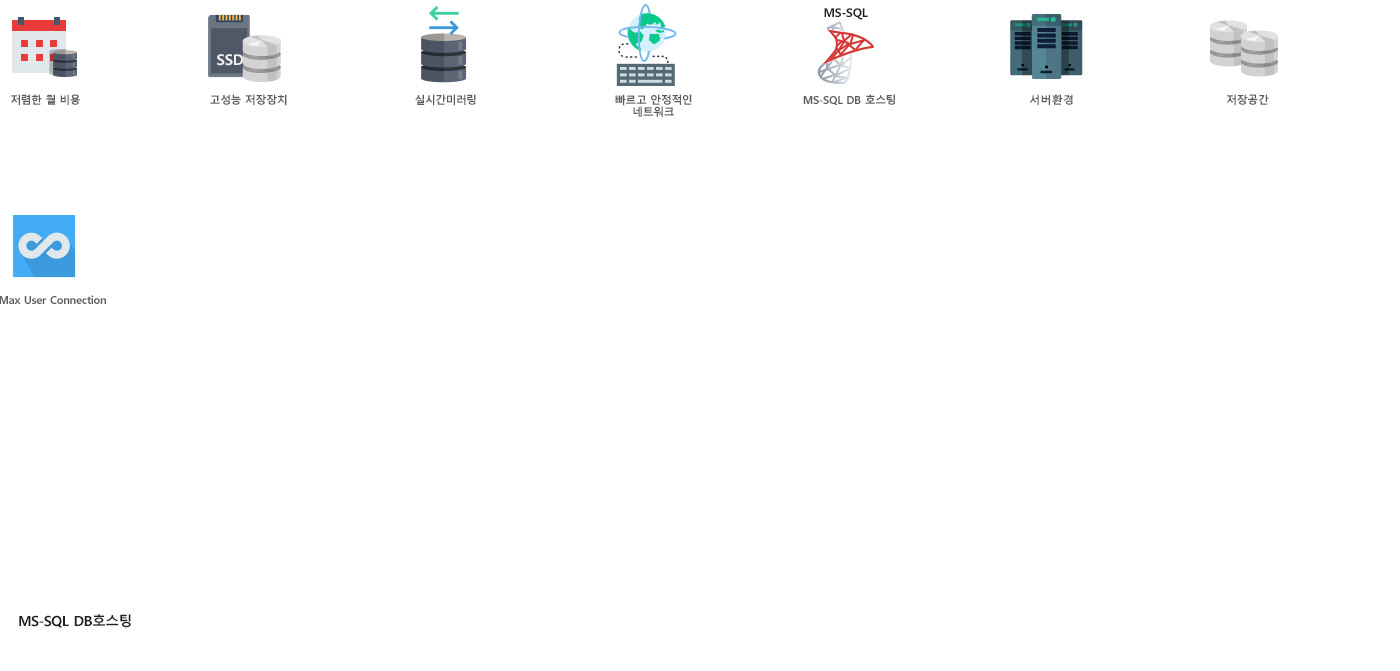 MS-SQL
SSD
저렴한 월 비용
고성능 저장장치
실시간미러링
빠르고 안정적인
네트워크
MS-SQL DB 호스팅
서버환경
저장공간
Max User Connection
MS-SQL DB호스팅